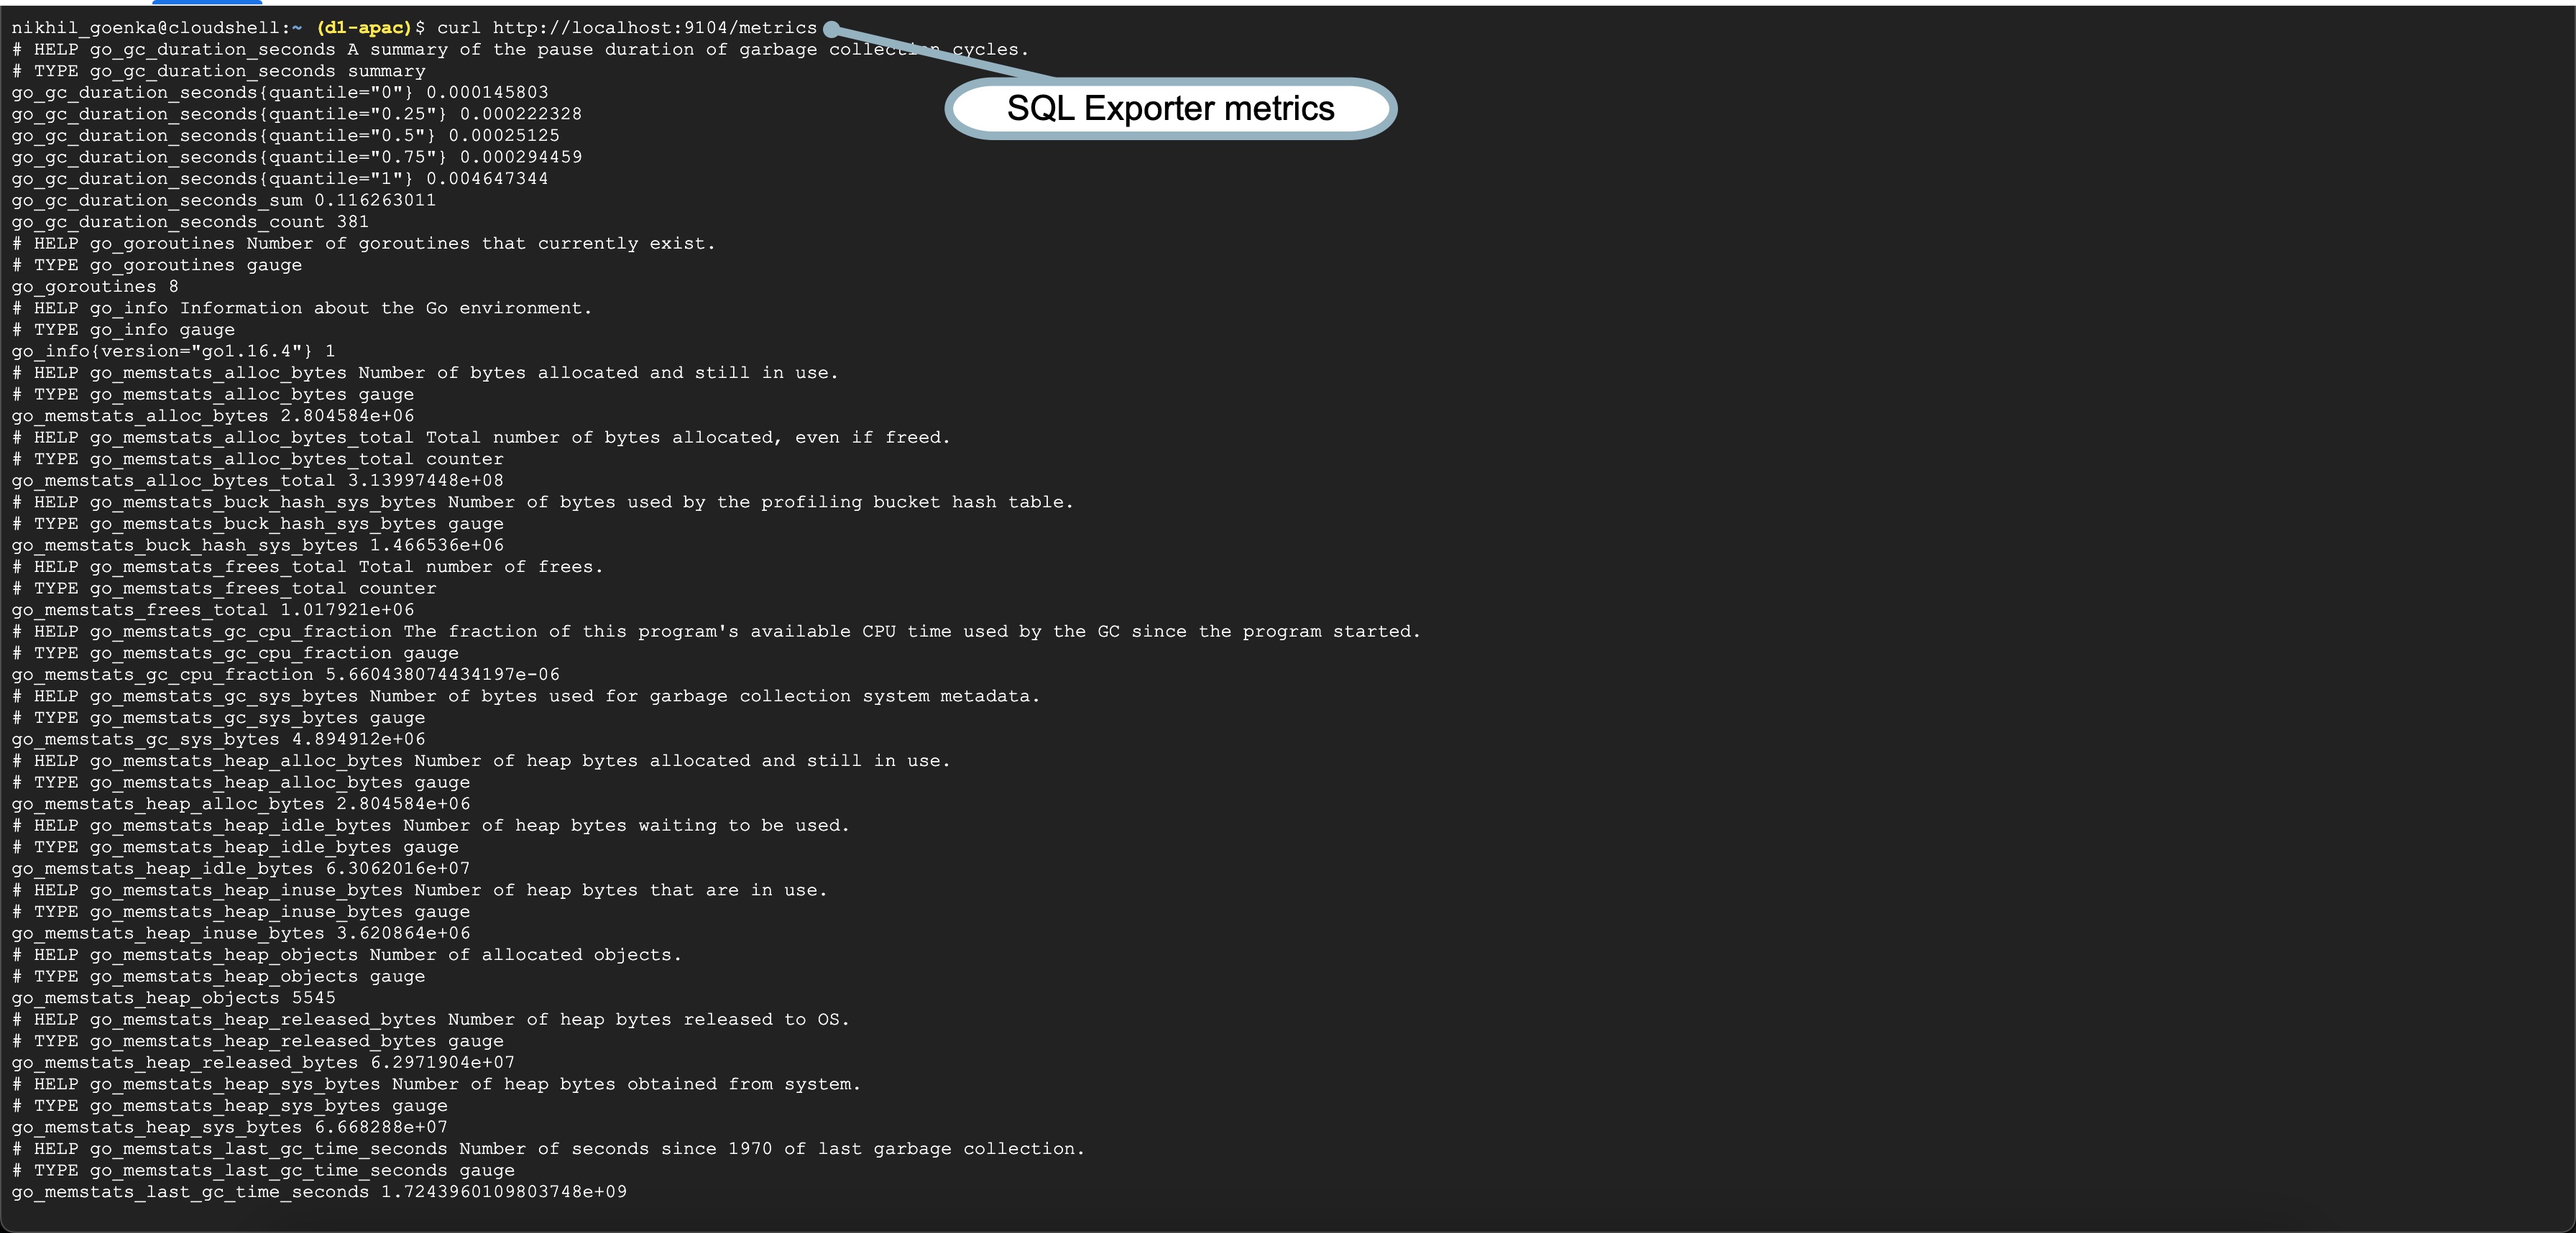 nikhil_goenka@cloudshell:~ (d1-apac)$ curl http://localhost:9104/metrics
# HELP go_gc_duration_seconds A summary of the pause duration of garbage collection cycles.
# TYPE go_gc_duration_seconds summary
go_gc_duration_seconds{quantile="0"} 0.000145803
SQL Exporter metrics
go_gc_duration_seconds{quantile="0.25"} 0.000222328
go_gc_duration_seconds{quantile="0.5"} 0.00025125
go_gc_duration_seconds{quantile="0.75"} 0.000294459
go_gc_duration_seconds{quantile="1"} 0.004647344
go_gc_duration_seconds_sum 0.116263011
go_gc_duration_seconds_count 381
# HELP go_goroutines Number of goroutines that currently exist.
# TYPE go_goroutines gauge
go_goroutines 8
# HELP go_info Information about the Go environment.
# TYPE go_info gauge
go_info{version="go1.16.4"} 1
# HELP go_memstats_alloc_bytes Number of bytes allocated and still in use.
# TYPE go_memstats_alloc_bytes gauge
go_memstats_alloc_bytes 2.804584e+06
# HELP go_memstats_alloc_bytes_total Total number of bytes allocated, even if freed.
# TYPE go_memstats_alloc_bytes_total counter
go_memstats_alloc_bytes_total 3.13997448e+08
# HELP go_memstats_buck_hash_sys_bytes Number of bytes used by the profiling bucket hash table.
# TYPE go_memstats_buck_hash_sys_bytes gauge
go_memstats_buck_hash_sys_bytes 1.466536e+06
# HELP go_memstats_frees_total Total number of frees.
# TYPE go_memstats_frees_total counter
go_memstats_frees_total 1.017921e+06
# HELP go_memstats_gc_cpu_fraction The fraction of this program's available CPU time used by the GC since the program started.
# TYPE go_memstats_gc_cpu_fraction gauge
go_memstats_gc_cpu_fraction 5.660438074434197e-06
# HELP go_memstats_gc_sys_bytes Number of bytes used for garbage collection system metadata.
# TYPE go_memstats_gc_sys_bytes gauge
go_memstats_gc_sys_bytes 4.894912e+06
# HELP go_memstats_heap_alloc_bytes Number of heap bytes allocated and still in use.
# TYPE go_memstats_heap_alloc_bytes gauge
go_memstats_heap_alloc_bytes 2.804584e+06
# HELP go_memstats_heap_idle_bytes Number of heap bytes waiting to be used.
# TYPE go_memstats_heap_idle_bytes gauge
go_memstats_heap_idle_bytes 6.3062016e+07
# HELP go_memstats_heap_inuse_bytes Number of heap bytes that are in use.
# TYPE go_memstats_heap_inuse_bytes gauge
go_memstats_heap_inuse_bytes 3.620864e+06
# HELP go_memstats_heap_objects Number of allocated objects.
# TYPE go_memstats_heap_objects gauge
go_memstats_heap_objects 5545
# HELP go_memstats_heap_released_bytes Number of heap bytes released to OS.
# TYPE go_memstats_heap_released_bytes gauge
go_memstats_heap_released_bytes 6.2971904e+07
# HELP go_memstats_heap_sys_bytes Number of heap bytes obtained from system.
# TYPE go_memstats_heap_sys_bytes gauge
go_memstats_heap_sys_bytes 6.668288e+07
# HELP go_memstats_last_gc_time_seconds Number of seconds since 1970 of last garbage collection.
# TYPE go_memstats_last_gc_time_seconds gauge
go_memstats_last_gc_time_seconds 1.7243960109803748e+09